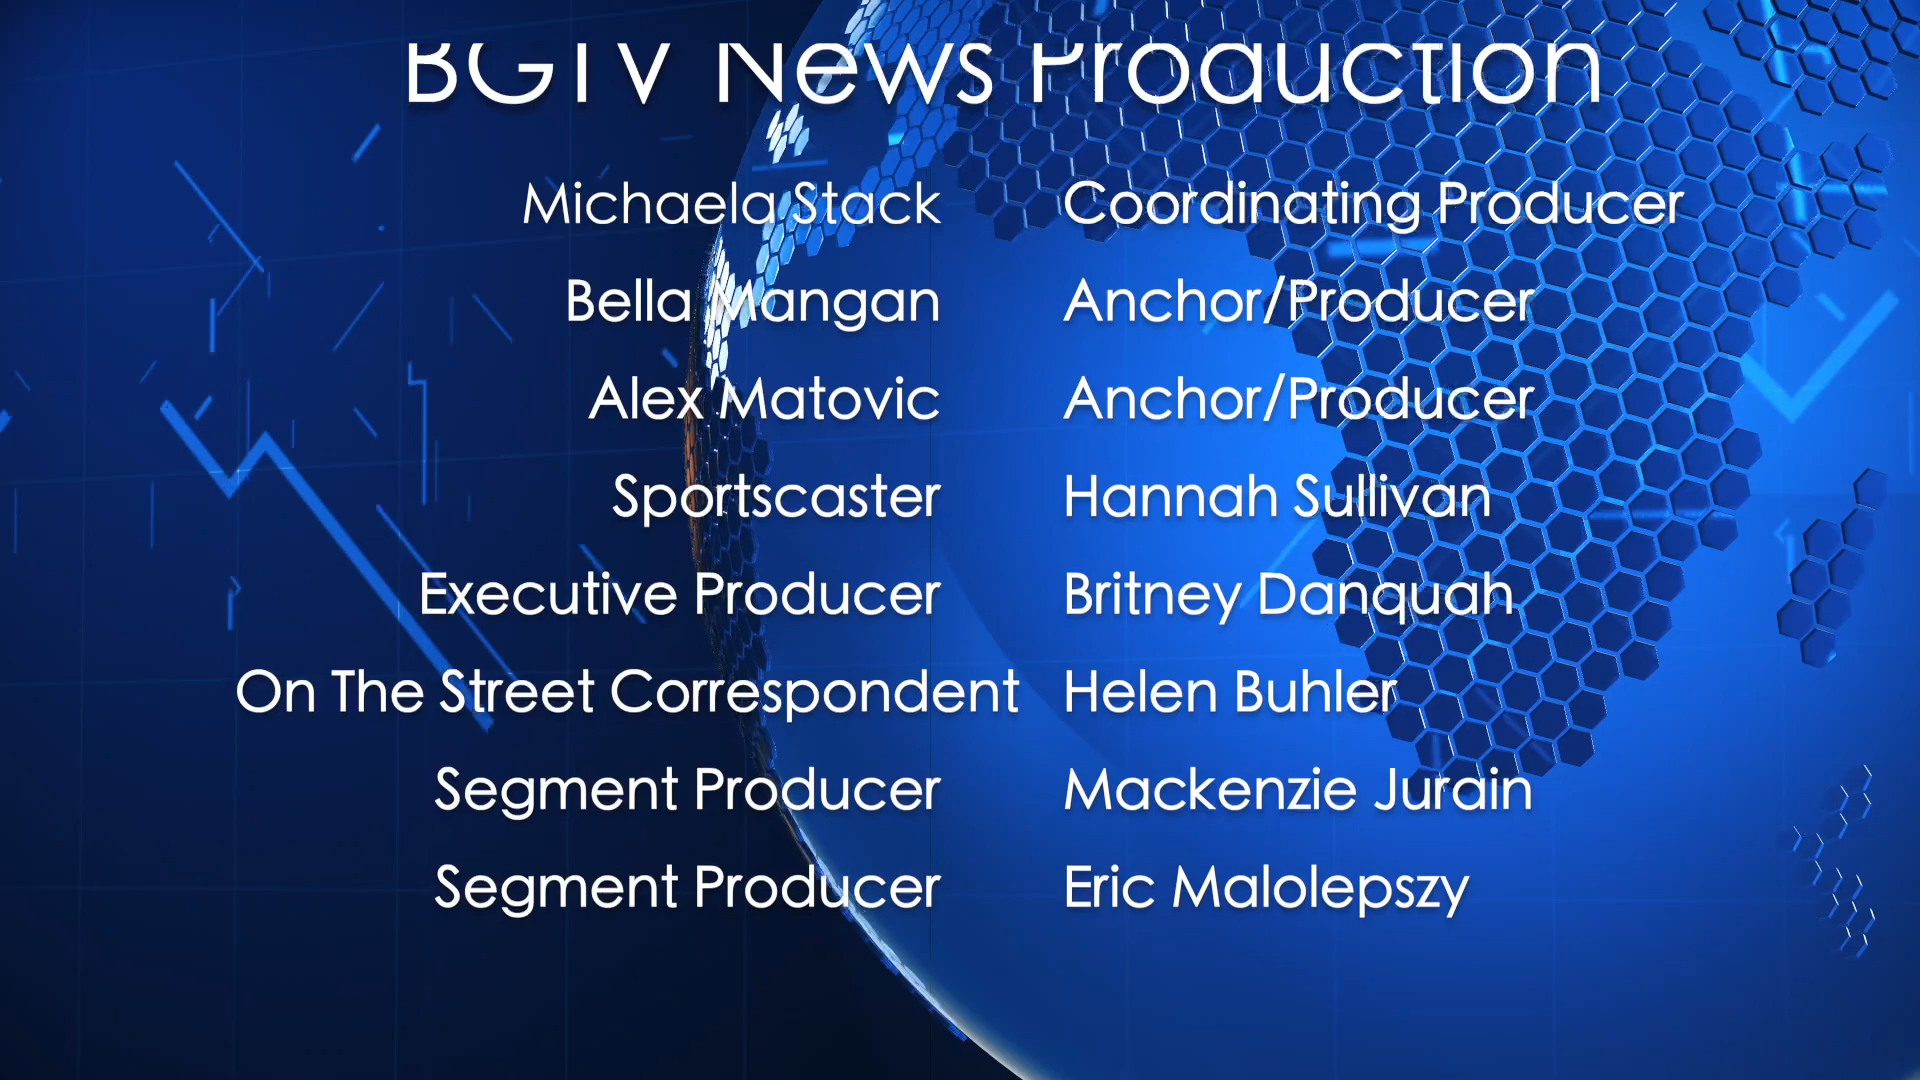 BGTV News Production
Michaela Stack Coordinating Producer
Bella Mangan Anchor/Producer
Alex Matovic Anchor/Producer
Sportscaster Hannah Sullivan
Executive Producer Britney Danquah
On The Street Correspondent Helen Buhler
Segment Producer Mackenzie Jurain
Segment Producer Eric Malolepszy